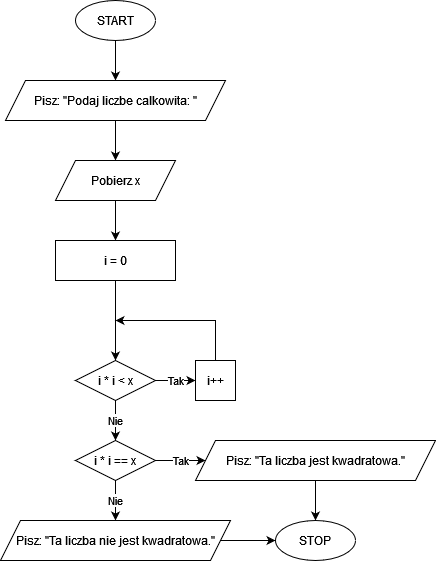 START
Pisz: "Podaj liczbe calkowita: "
Pobierz x
i = 0
i * i < x
Tak
i++
Nie
i * i == x
Tak
Pisz: "Ta liczba jest kwadratowa."
Nie
Pisz: "Ta liczba nie jest kwadratowa."
STOP